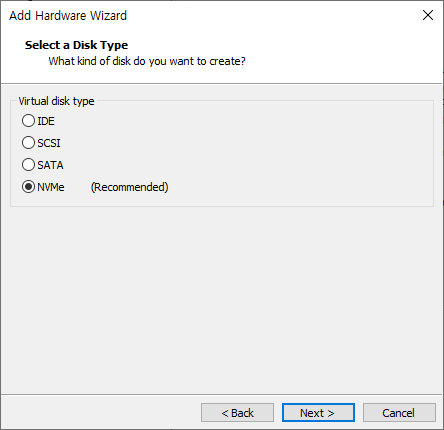 Add Hardware Wizard
Select a Disk Type
What kind of disk do you want to create?
Virtual disk type
IDE
SCSI
SATA
NVMe (Recommended)
< Back Next > Cancel